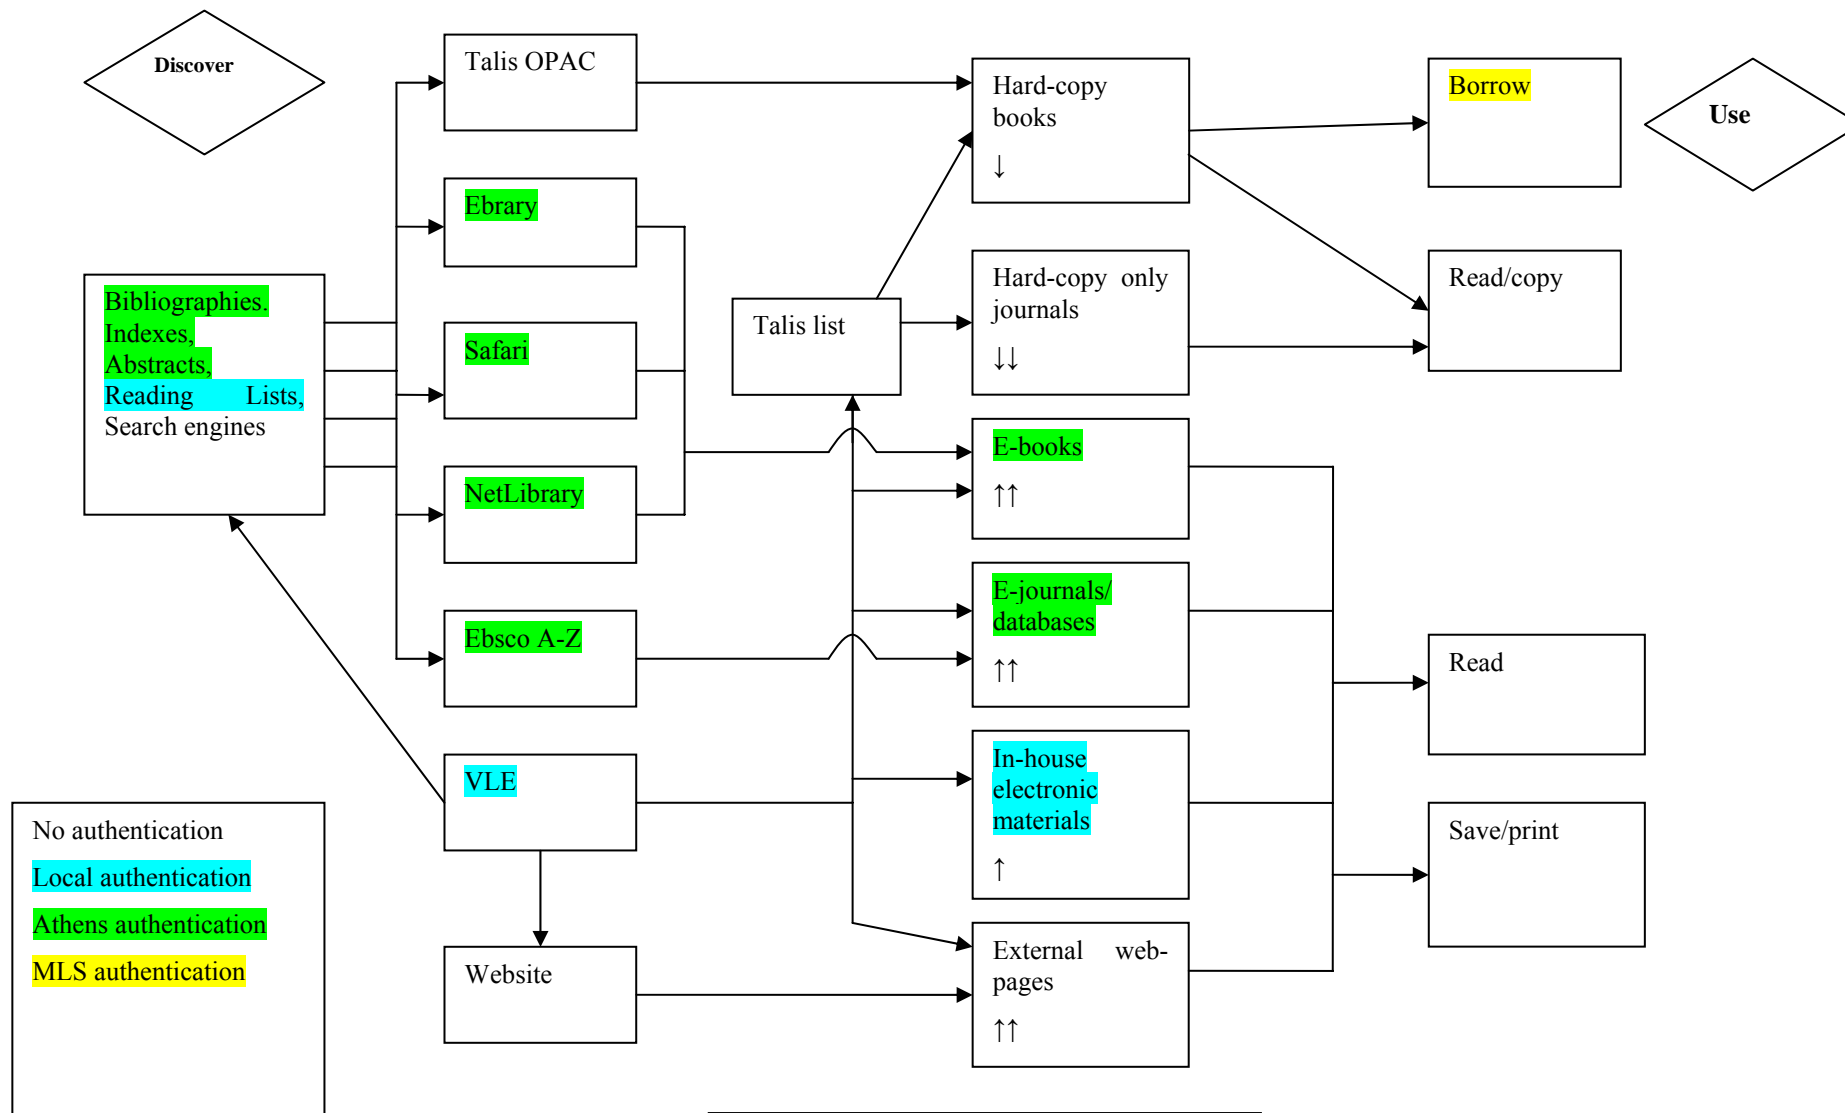 Discover
Talis OPAC
Ebrary
Safari
NetLibrary
Ebsco A-Z
VLE
Website
Bibliographies.
Indexes,
Abstracts,
Reading Lists,
Search engines
No authentication
Local authentication
Athens authentication
MLS authentication
Talis list
Hard-copy
books
↓
Hard-copy only
journals
↓↓
E-books
↑↑
E-journals/
databases
↑↑
In-house
electronic
materials
↑
External web-
pages
↑↑
Borrow
Read/copy
Read
Save/print
Use